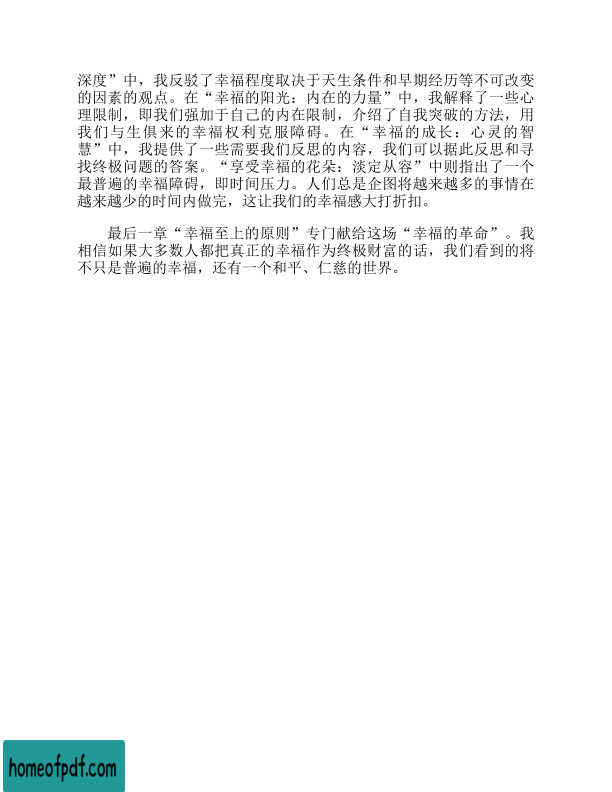 深度”中，我反驳了幸福程度取决于天生条件和早期经历等不可改变
的因素的观点。在“幸福的阳光：内在的力量”中，我解释了一些心
理限制，即我们强加于自己的内在限制，介绍了自我突破的方法，用
我们与生俱来的幸福权利克服障碍。在“幸福的成长：心灵的智
慧”中，我提供了一些需要我们反思的内容，我们可以据此反思和寻
找终极问题的答案。“享受幸福的花朵：淡定从容”中则指出了一个
最普遍的幸福障碍，即时间压力。人们总是企图将越来越多的事情在
越来越少的时间内做完，这让我们的幸福感大打折扣。
最后一章“幸福至上的原则”专门献给这场“幸福的革命”。我
相信如果大多数人都把真正的幸福作为终极财富的话，我们看到的将
不只是普遍的幸福，还有一个和平、仁慈的世界。
homeofpdf.com